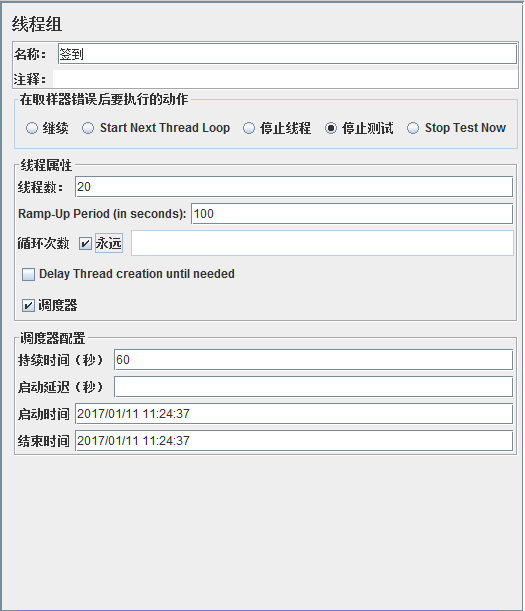 线程组
名称： 签到
注释：
在取样器错误后要执行的动作
继续 Start Next Thread Loop 停止线程 停止测试 Stop Test Now
线程属性
线程数： 20
Ramp-Up Period (in seconds): 100
循环次数 永远
Delay Thread creation until needed
调度器
调度器配置
持续时间（秒） 60
启动延迟（秒）
启动时间 2017/01/11 11:24:37
结束时间 2017/01/11 11:24:37